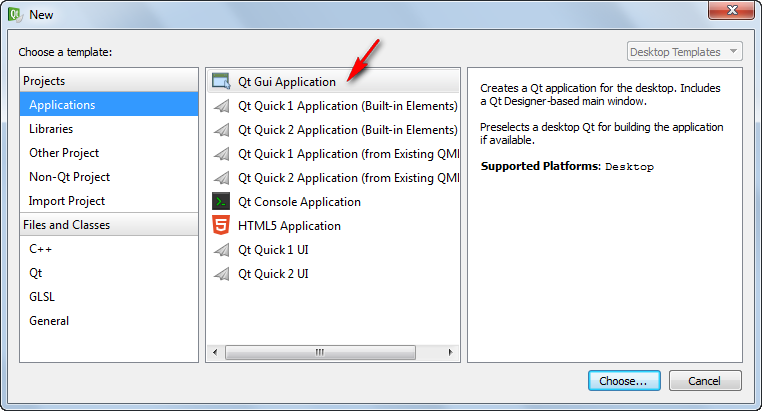 New
Choose a template:
Desktop Templates
Projects
Applications
Libraries
Other Project
Non-Qt Project
Import Project
Files and Classes
C++
Qt
GLSL
General
Qt Gui Application
Qt Quick 1 Application (Built-in Elements)
Qt Quick 2 Application (Built-in Elements)
Qt Quick 1 Application (from Existing QML
Qt Quick 2 Application (from Existing QML
Qt Console Application
HTML5 Application
Qt Quick 1 UI
Qt Quick 2 UI
Creates a Qt application for the desktop. Includes
a Qt Designer-based main window.
Preselects a desktop Qt for building the application
if available.
Supported Platforms: Desktop
Choose...
Cancel